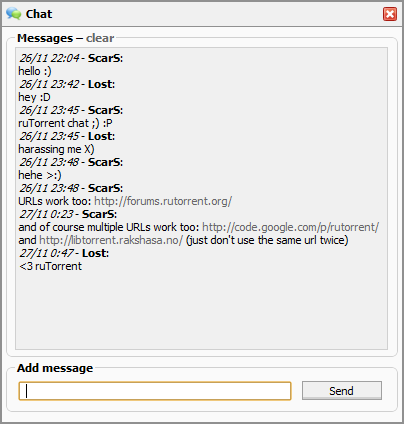 Chat
Messages – clear
26/11 22:04 - ScarS:
hello :)
26/11 23:42 - Lost:
hey :D
26/11 23:45 - ScarS:
ruTorrent chat ;) :P
26/11 23:45 - Lost:
harassing me X)
26/11 23:48 - ScarS:
hehe >:)
26/11 23:48 - ScarS:
URLs work too: http://forums.rutorrent.org/
27/11 0:23 - ScarS:
and of course multiple URLs work too: http://code.google.com/p/rutorrent/
and http://libtorrent.rakshasa.no/ (just don't use the same url twice)
27/11 0:47 - Lost:
<3 ruTorrent
Add message
Send